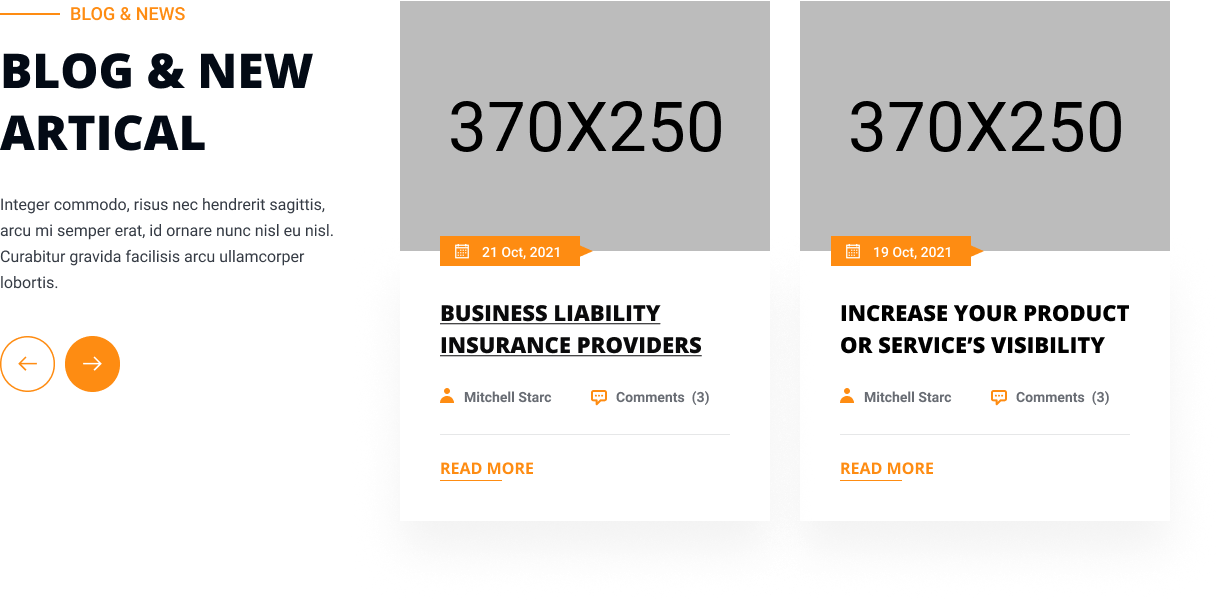 BLOG & NEWS
BLOG & NEW
ARTICAL
Integer commodo, risus nec hendrerit sagittis,
arcu mi semper erat, id ornare nunc nisl eu nisl.
Curabitur gravida facilisis arcu ullamcorper
lobortis.
370X250
21 Oct, 2021
BUSINESS LIABILITY
INSURANCE PROVIDERS
Mitchell Starc
Comments (3)
READ MORE
370X250
19 Oct, 2021
INCREASE YOUR PRODUCT
OR SERVICE’S VISIBILITY
Mitchell Starc
Comments (3)
READ MORE